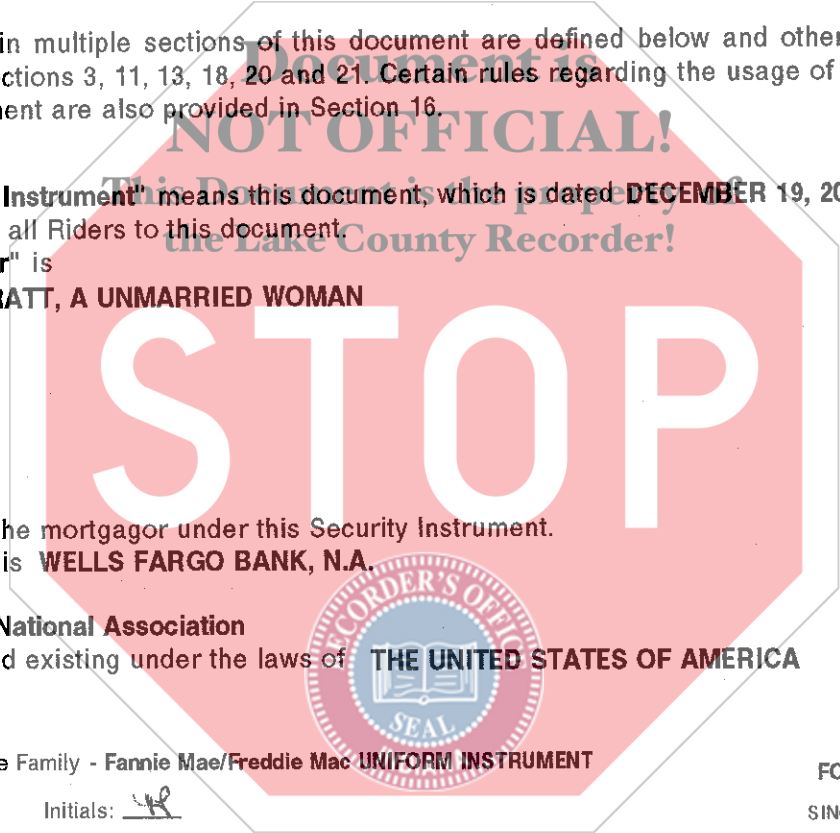 in multiple sections of this document are defined below and other
ctions 3, 11, 13, 18, 20 and 21. Certain rules regarding the usage of
ent are also provided in Section 16.
Document is
NOT OFFICIAL!
This Document is the property of
the Lake County Recorder!
Instrument" means this document, which is dated DECEMBER 19, 20
all Riders to this document.
r" is
RATT, A UNMARRIED WOMAN
STOP
he mortgagor under this Security Instrument.
is WELLS FARGO BANK, N.A.
National Association
d existing under the laws of THE UNITED STATES OF AMERICA
RECORDER'S OFFICE
SEAL
INDIANA
e Family - Fannie Mae/Freddie Mac UNIFORM INSTRUMENT
FO
Initials:
SIN